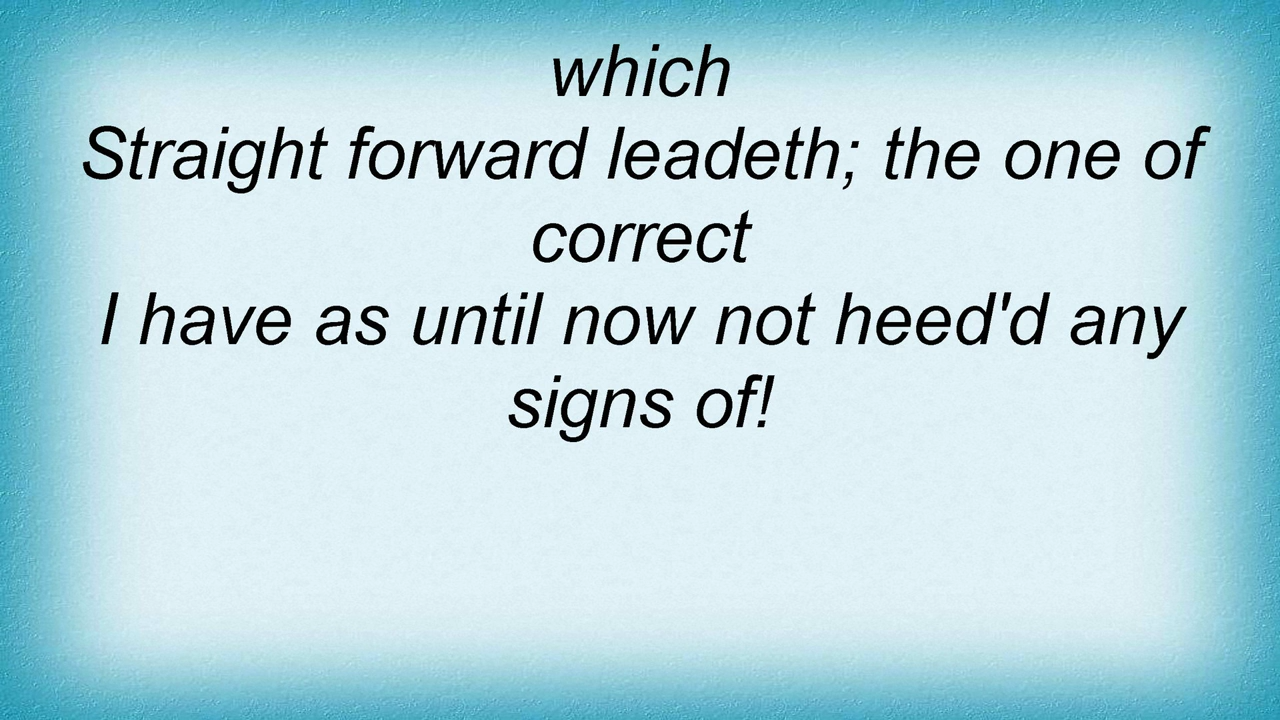 which
Straight forward leadeth; the one of
correct
I have as until now not heed'd any
signs of!